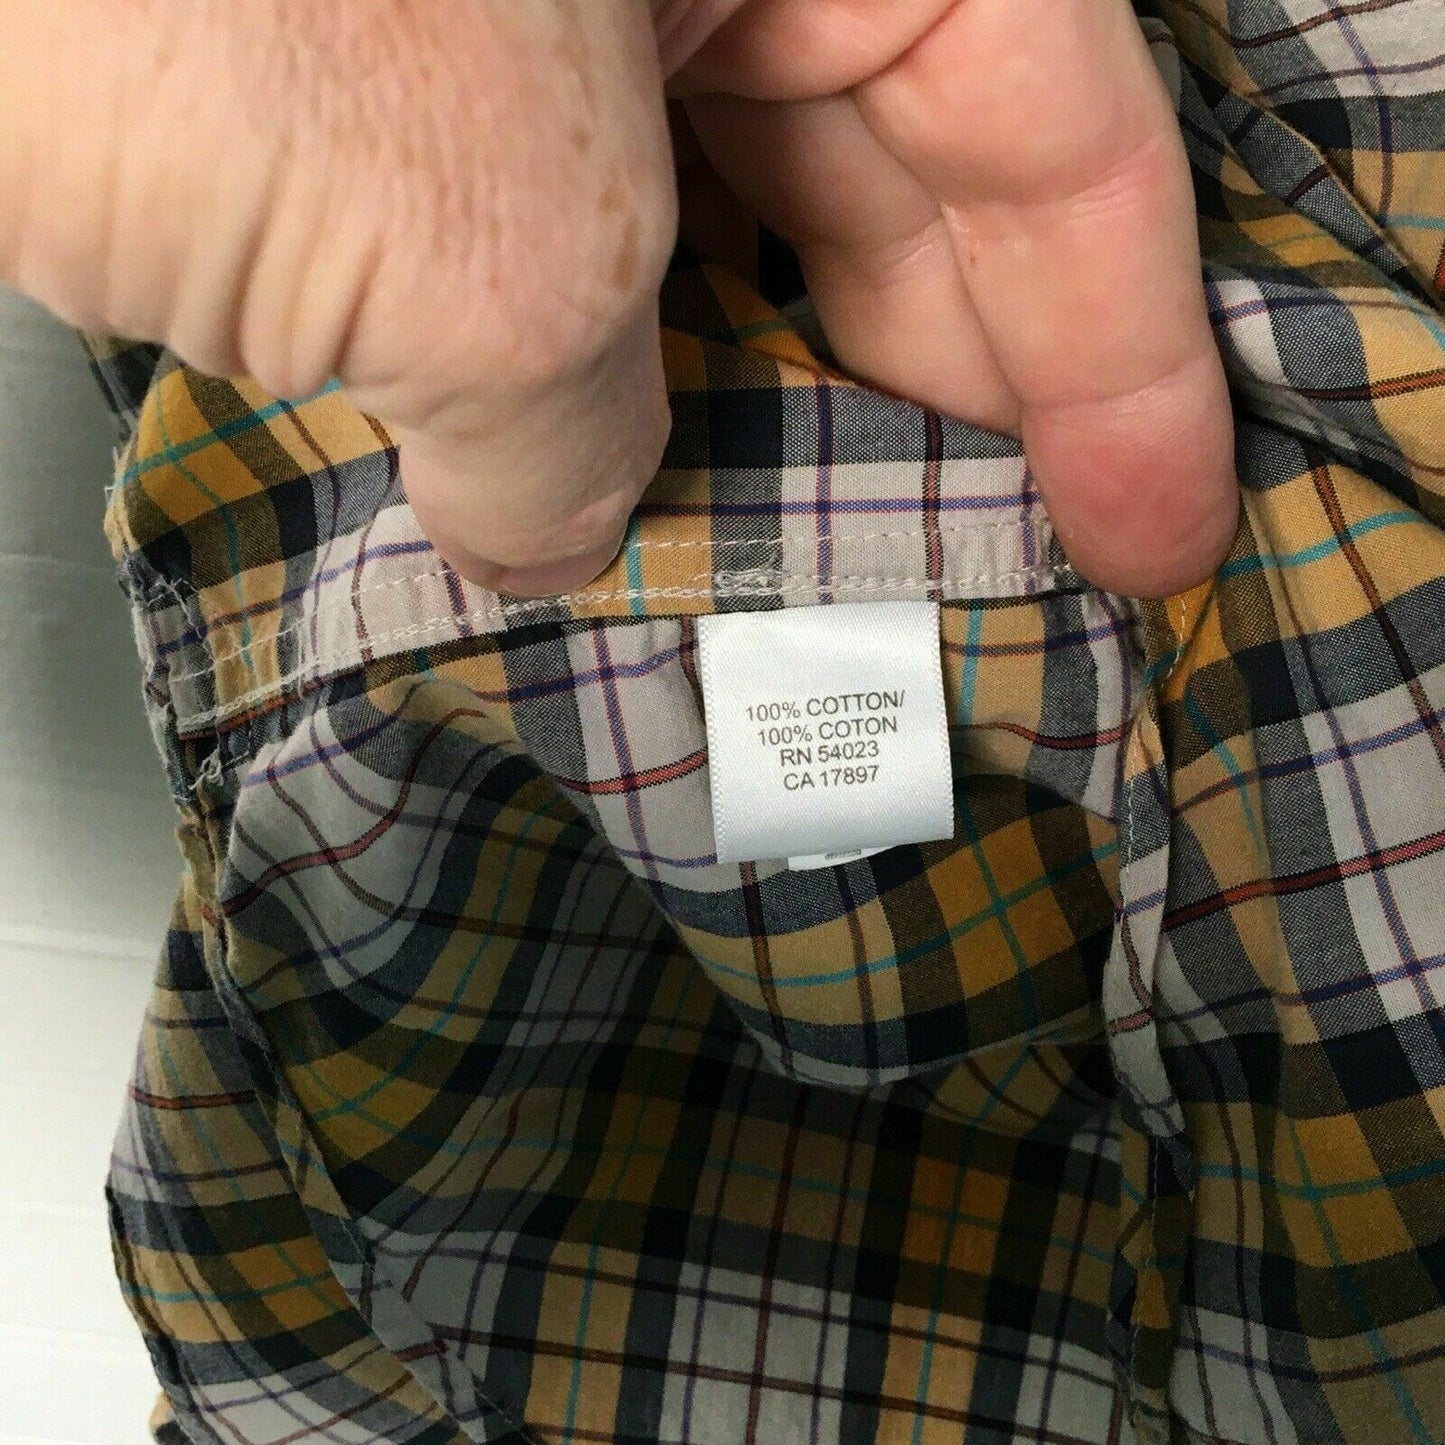 100% COTTON/
100% COTON
RN 54023
CA 17897